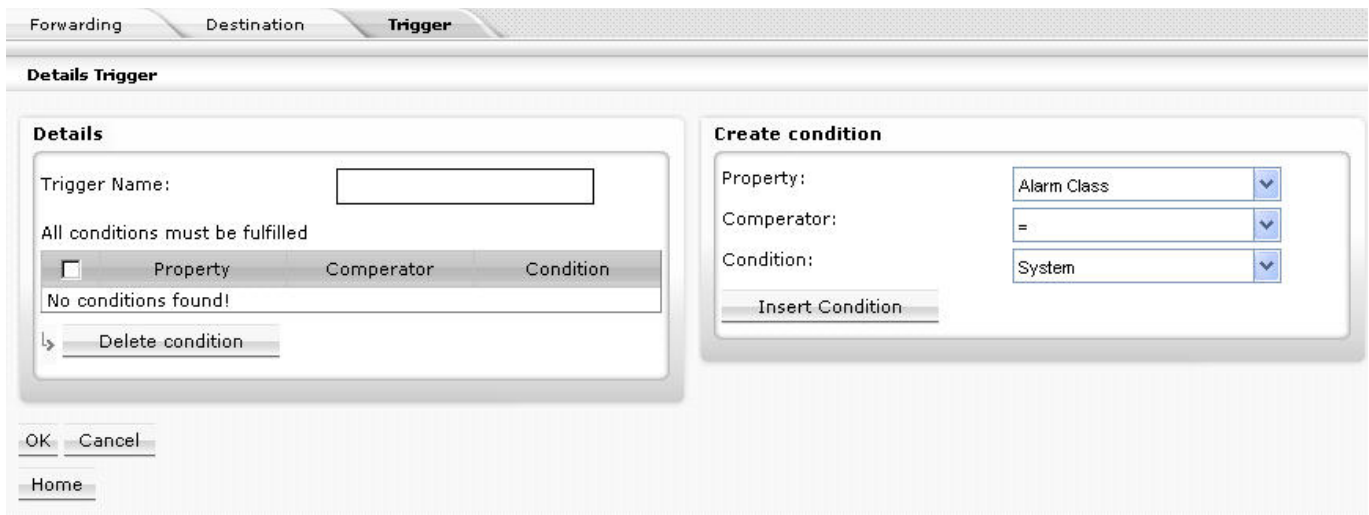 Forwarding Destination Trigger
Details Trigger
Details
Trigger Name:
All conditions must be fulfilled
Property Comperator Condition
No conditions found!
Delete condition
Create condition
Property: Alarm Class
Comperator: =
Condition: System
Insert Condition
OK Cancel
Home